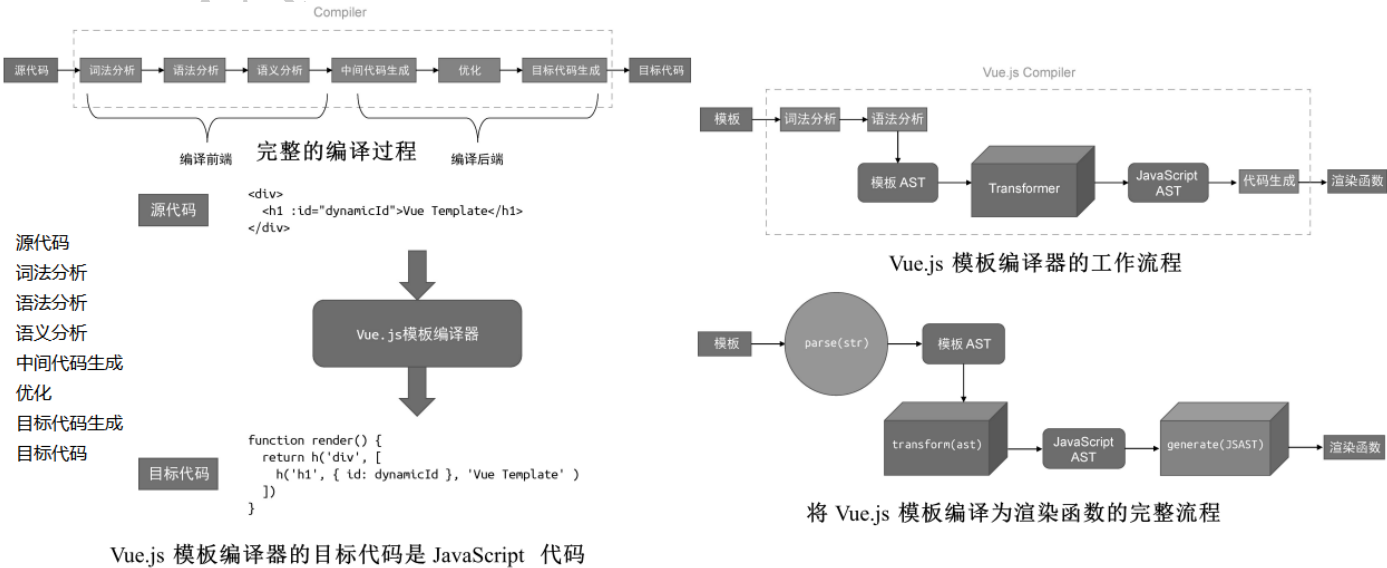 Compiler
源代码
词法分析
语法分析
语义分析
中间代码生成
优化
目标代码生成
目标代码
编译前端
完整的编译过程
编译后端
源代码
<div>
<h1 :id="dynamicId">Vue Template</h1>
</div>
源代码
词法分析
语法分析
语义分析
中间代码生成
优化
目标代码生成
目标代码
Vue.js模板编译器
目标代码
function render() {
return h('div', [
h('h1', { id: dynamicId }, 'Vue Template' )
])
}
Vue.js 模板编译器的目标代码是 JavaScript 代码
Vue.js Compiler
模板
词法分析
语法分析
模板 AST
Transformer
JavaScript
AST
代码生成
渲染函数
Vue.js 模板编译器的工作流程
模板
parse(str)
模板 AST
transform(ast)
JavaScript
AST
generate(JSAST)
渲染函数
将 Vue.js 模板编译为渲染函数的完整流程